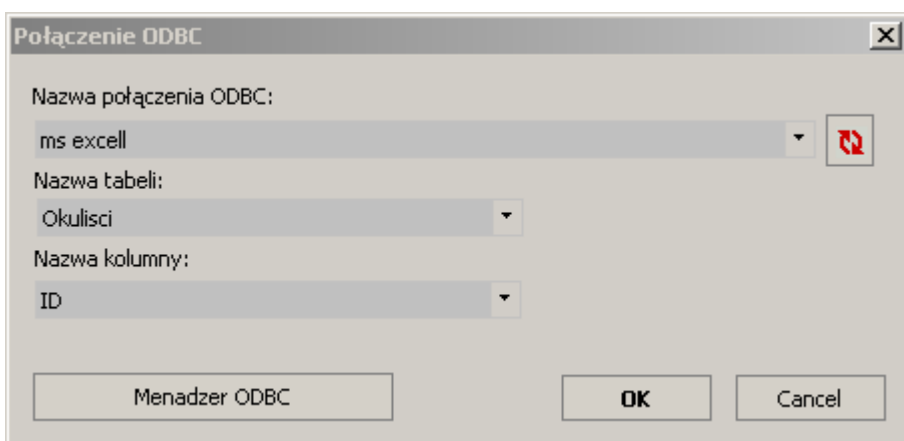 Połączenie ODBC
Nazwa połączenia ODBC:
ms excell
Nazwa tabeli:
Okulisci
Nazwa kolumny:
ID
Menadzer ODBC OK Cancel